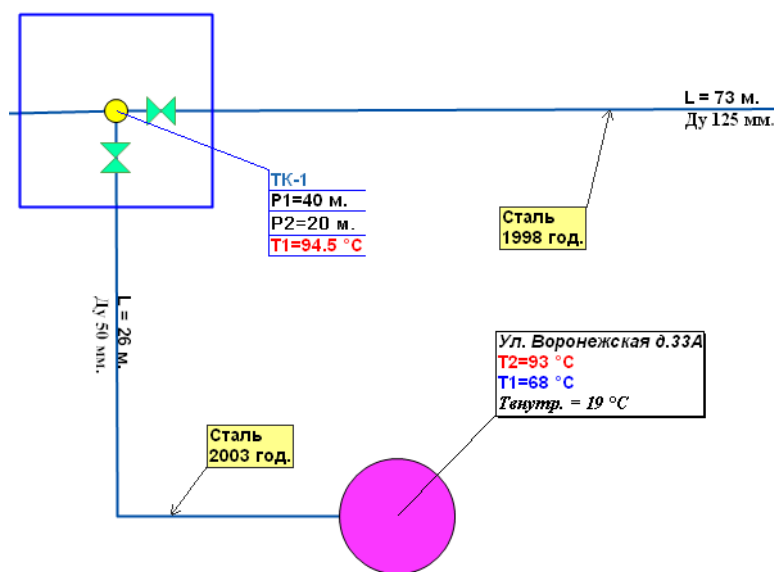 L = 73 м.
Ду 125 мм.
ТК-1
P1=40 м.
P2=20 м.
T1=94.5 °C
Сталь
1998 год.
L = 26 м.
Ду 50 мм.
Ул. Воронежская д.33А
T2=93 °C
T1=68 °C
Твнутр. = 19 °C
Сталь
2003 год.